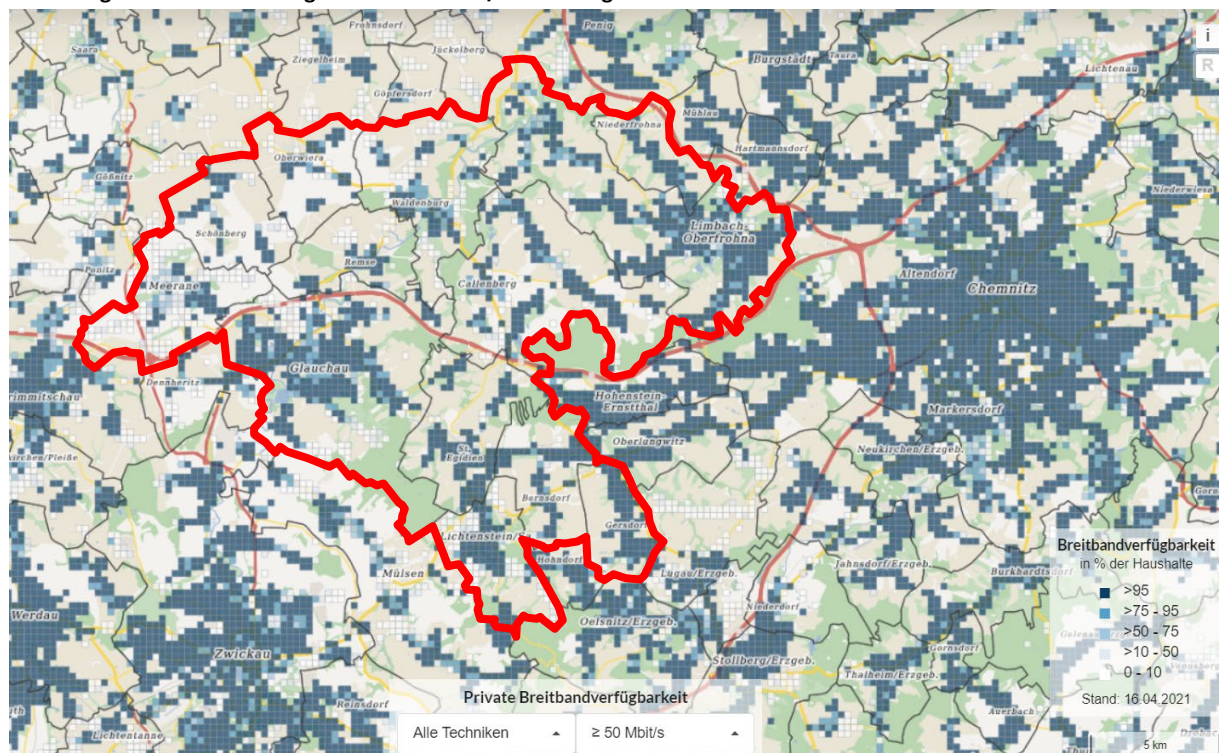 Frohnsdorf
Penig
Saara
Ziegelheim
Jückelberg
Burgstädt
Taura
i
R
Lichtenau
Göpfersdorf
Mühlau
Niederfrohna
Hartmannsdorf
Oberwiera
Gößnitz
Niederwiesa
Waldenburg
Schönberg
Limbach-
Oberfrohna
Ponitz
Remse
Altendorf
Meerane
Callenberg
Chemnitz
Glauchau
Dennheritz
Hohenstein-
Ernstthal
rimmitschau
Markersdorf
Oberlungwitz
Neukirchen/Erzgeb.
St.
Egidien
kirchen/Pleiße
Bernsdorf
Gersdorf
Lichtenstein/Sa
Hohndorf
Mülsen
Lugau/Erzgeb.
Jahnsdorf/Erzgeb.
Burkhardtsd
Niederdorf
Werdau
Oelsnitz/Erzgeb.
Zwickau
Stollberg/Erzgeb.
Gornsdorf
Thalheim/Erzgeb.
Reinsdorf
Auerbach
Lichtentanne
Breitbandverfügbarkeit
in % der Haushalte
>95
>75 - 95
>50 - 75
>10 - 50
0 - 10
Stand: 16.04.2021
5 km
Private Breitbandverfügbarkeit
Alle Techniken
≥ 50 Mbit/s